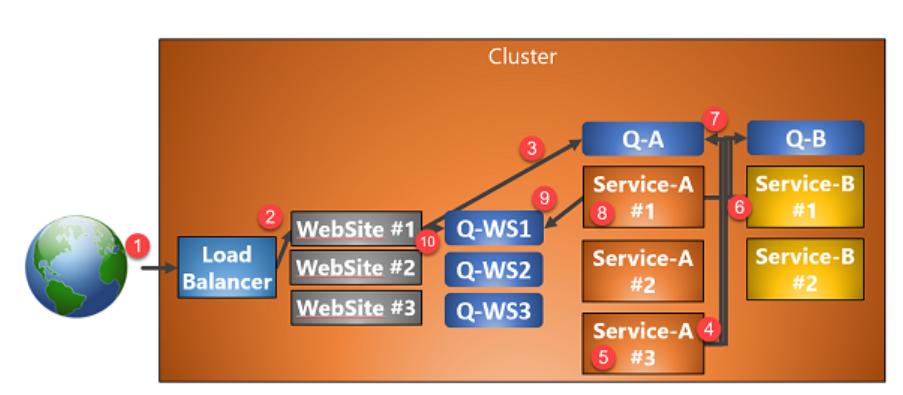 Cluster
7
Q-A
Q-B
3
Service-A
#1
8
Service-B
#1
6
9
2
WebSite #1
Q-WS1
10
1
Load
Balancer
WebSite #2
Q-WS2
WebSite #3
Q-WS3
Service-A
#2
Service-B
#2
Service-A
#3
4
5